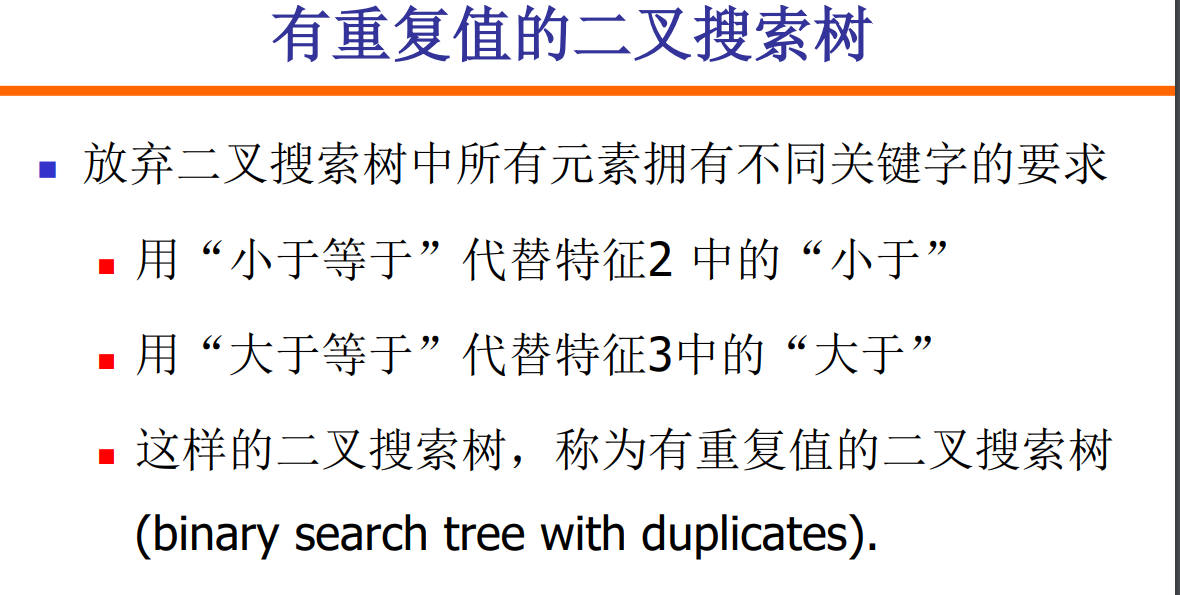 有重复值的二叉搜索树
放弃二叉搜索树中所有元素拥有不同关键字的要求
用“小于等于”代替特征2 中的“小于”
用“大于等于”代替特征3中的“大于”
这样的二叉搜索树，称为有重复值的二叉搜索树
(binary search tree with duplicates).